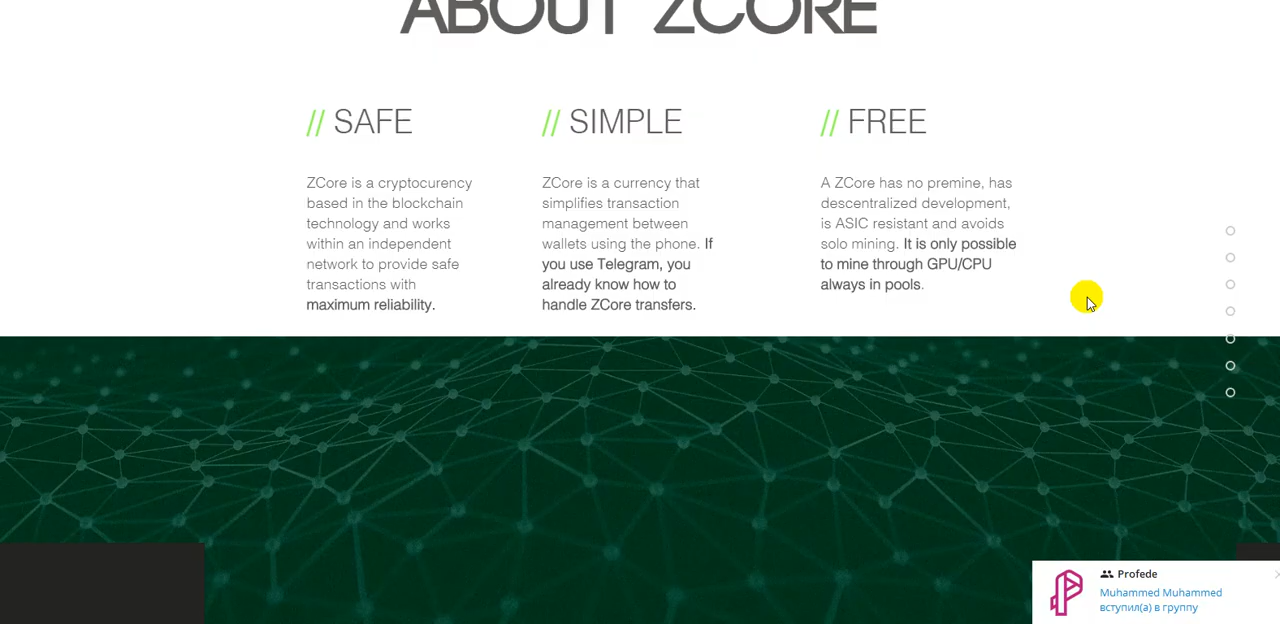 ABOUT ZCORE
// SAFE
ZCore is a cryptocurency
based in the blockchain
technology and works
within an independent
network to provide safe
transactions with
maximum reliability.
// SIMPLE
ZCore is a currency that
simplifies transaction
management between
wallets using the phone. If
you use Telegram, you
already know how to
handle ZCore transfers.
// FREE
A ZCore has no premine, has
descentralized development,
is ASIC resistant and avoids
solo mining. It is only possible
to mine through GPU/CPU
always in pools.
Profede
Muhammed Muhammed
вступил(а) в группу